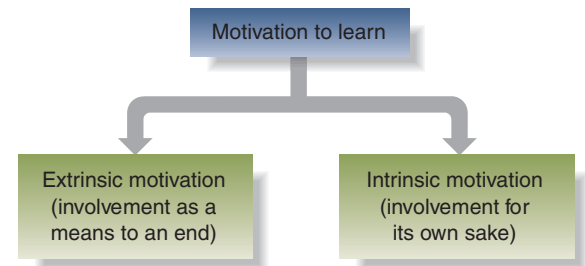 Motivation to learn
Extrinsic motivation
(involvement as a
means to an end)
Intrinsic motivation
(involvement for
its own sake)